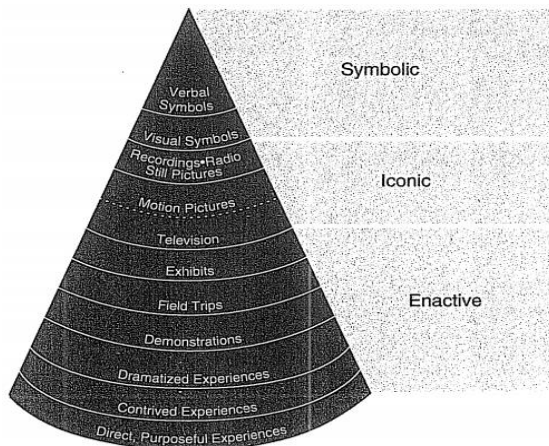 Symbolic
Verbal
Symbols
Visual Symbols
Recordings•Radio
Still Pictures
Iconic
Motion Pictures
Television
Exhibits
Enactive
Field Trips
Demonstrations
Dramatized Experiences
Contrived Experiences
Direct, Purposeful Experiences